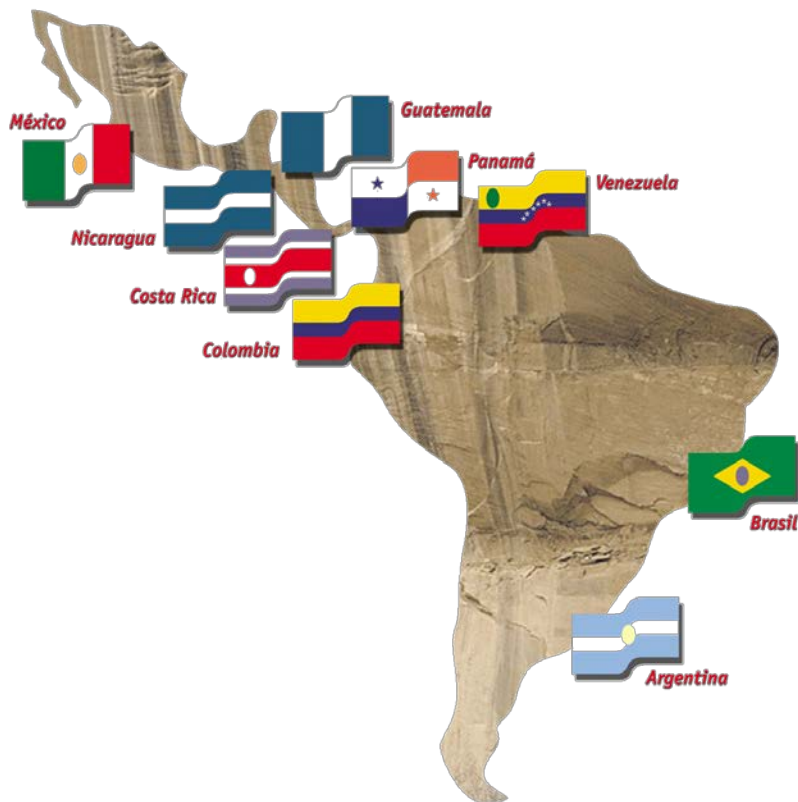 Guatemala
México
Panamá
Venezuela
Nicaragua
Costa Rica
Colombia
Brasil
Argentina